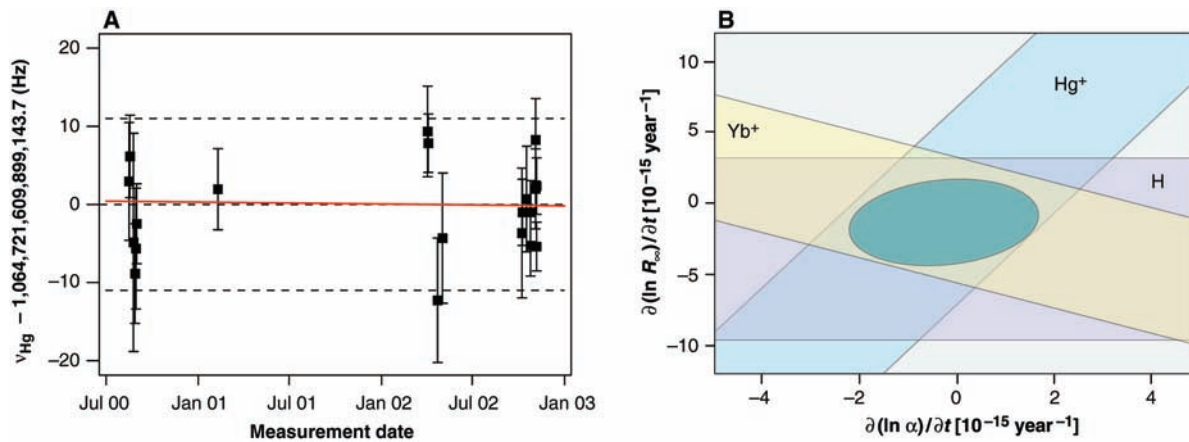 A
ν_Hg − 1,064,721,609,899,143.7 (Hz)
20
10
0
−10
−20
Jul 00 Jan 01 Jul 01 Jan 02 Jul 02 Jan 03
Measurement date
B
∂(ln R∞)/∂t [10⁻¹⁵ year⁻¹]
10
5
0
−5
−10
Hg⁺
Yb⁺
H
−4 −2 0 2 4
∂(ln α)/∂t [10⁻¹⁵ year⁻¹]